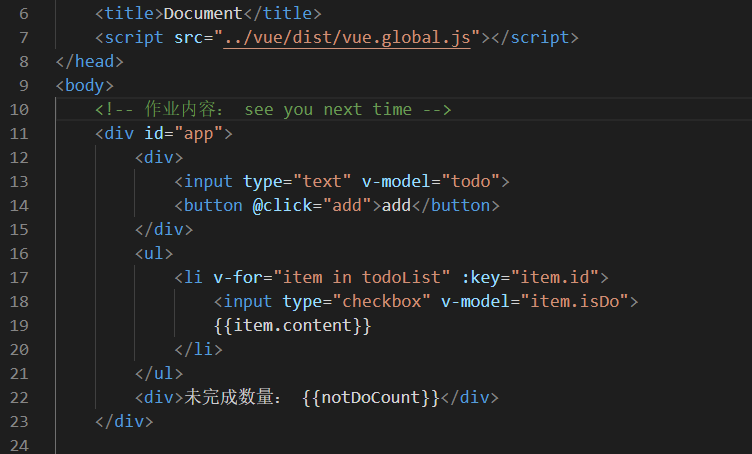 6 <title>Document</title>
7 <script src="../vue/dist/vue.global.js"></script>
8 </head>
9 <body>
10 <!-- 作业内容： see you next time -->
11 <div id="app">
12 <div>
13 <input type="text" v-model="todo">
14 <button @click="add">add</button>
15 </div>
16 <ul>
17 <li v-for="item in todoList" :key="item.id">
18 <input type="checkbox" v-model="item.isDo">
19 {{item.content}}
20 </li>
21 </ul>
22 <div>未完成数量： {{notDoCount}}</div>
23 </div>
24